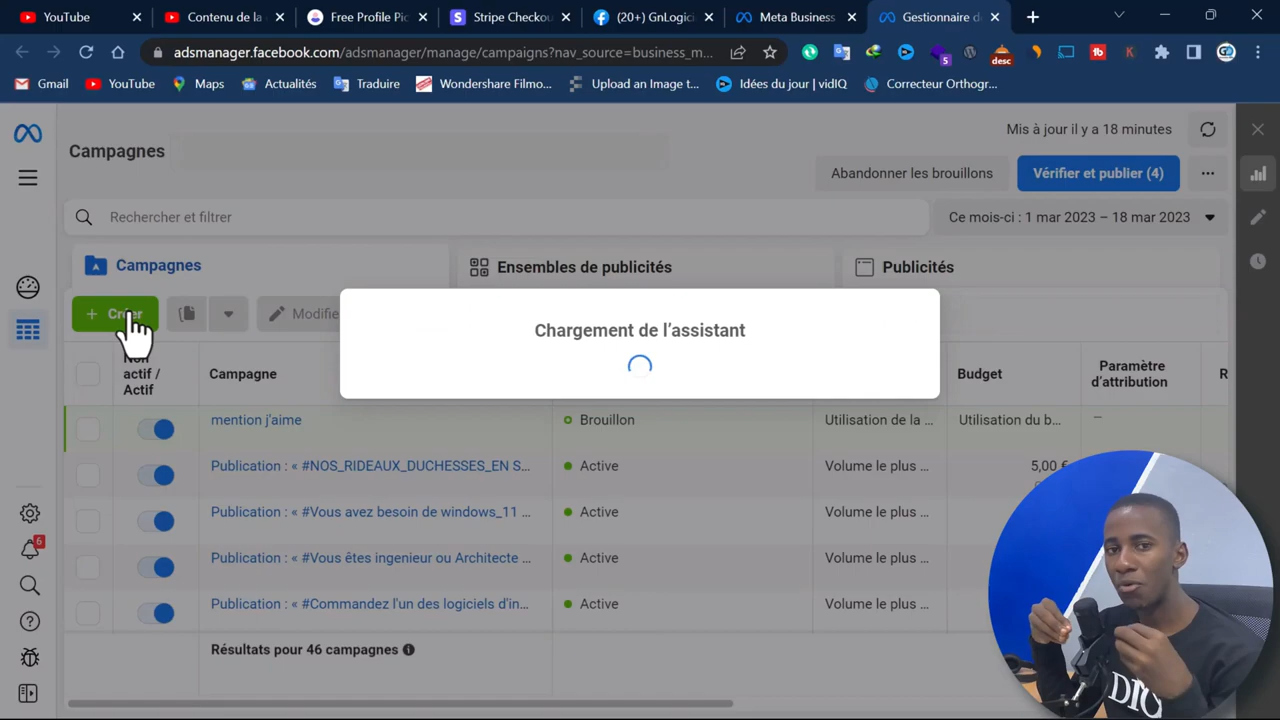 YouTube
Contenu de la
Free Profile Pic
Stripe Checkou
(20+) GnLogici
Meta Business
Gestionnaire d
adsmanager.facebook.com/adsmanager/manage/campaigns?nav_source=business_m...
5
desc
K
Gmail
YouTube
Maps
Actualités
Traduire
Wondershare Filmo...
Upload an Image t...
Idées du jour | vidIQ
Correcteur Orthogr...
Campagnes
Mis à jour il y a 18 minutes
Abandonner les brouillons
Vérifier et publier (4)
Rechercher et filtrer
Ce mois-ci : 1 mar 2023 – 18 mar 2023
Campagnes
Ensembles de publicités
Publicités
+ Créer
Modifie
Chargement de l'assistant
Non
actif /
Actif
Campagne
Budget
Paramètre
d'attribution
R
mention j'aime
Brouillon
Utilisation de la ...
Utilisation du b...
–
Publication : « #NOS_RIDEAUX_DUCHESSES_EN S...
Active
Volume le plus ...
5,00 €
Publication : « #Vous avez besoin de windows_11 ...
Active
Volume le plus ...
Publication : « #Vous êtes ingenieur ou Architecte ...
Active
Volume le plus ...
Publication : « #Commandez l'un des logiciels d'in...
Active
Volume le plus ...
6
Résultats pour 46 campagnes